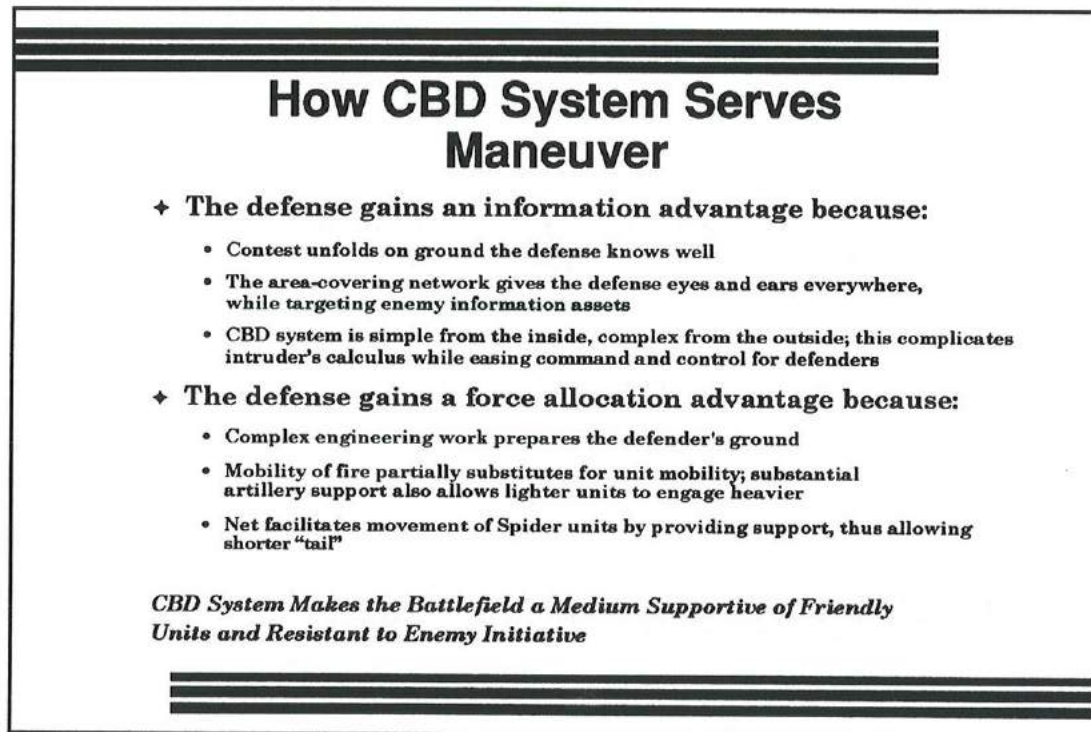 How CBD System Serves
Maneuver
✦ The defense gains an information advantage because:
• Contest unfolds on ground the defense knows well
• The area-covering network gives the defense eyes and ears everywhere,
while targeting enemy information assets
• CBD system is simple from the inside, complex from the outside; this complicates
intruder's calculus while easing command and control for defenders
✦ The defense gains a force allocation advantage because:
• Complex engineering work prepares the defender's ground
• Mobility of fire partially substitutes for unit mobility; substantial
artillery support also allows lighter units to engage heavier
• Net facilitates movement of Spider units by providing support, thus allowing
shorter “tail”
CBD System Makes the Battlefield a Medium Supportive of Friendly
Units and Resistant to Enemy Initiative